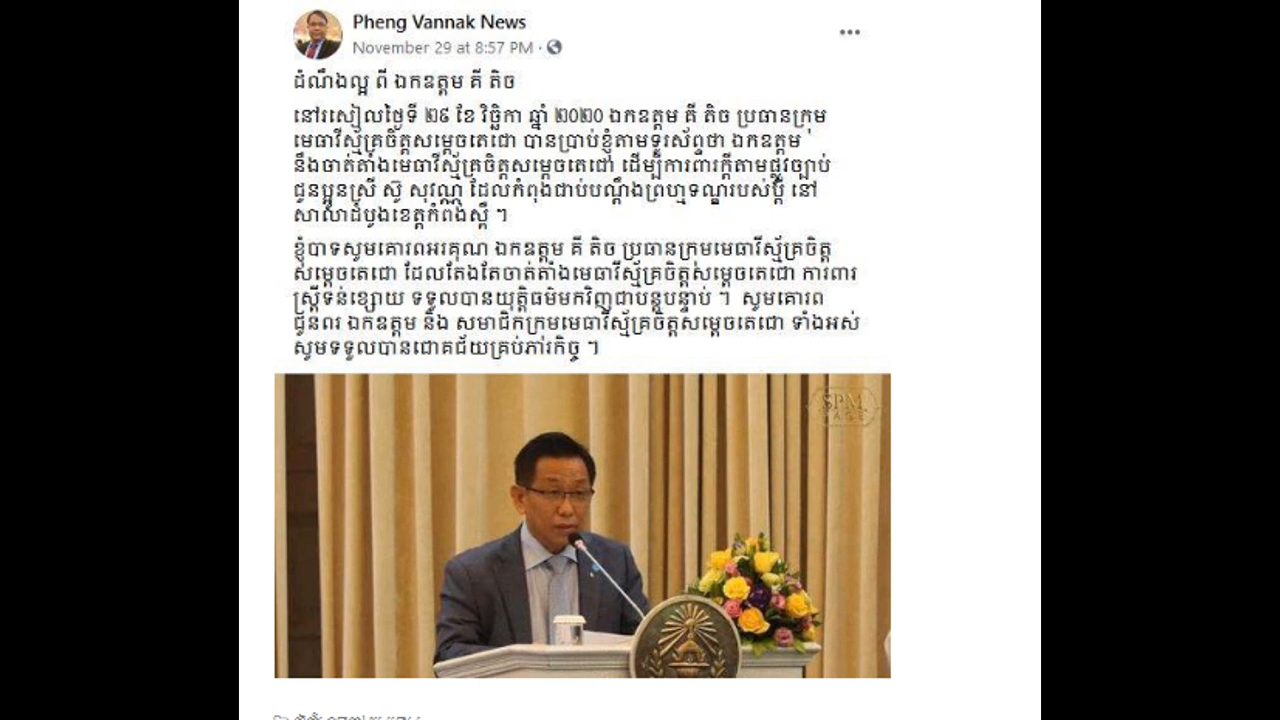 Pheng Vannak News
November 29 at 8:57 PM ·
ដំណឹងល្អ ពី ឯកឧត្តម គី តិច
នៅរសៀលថ្ងៃទី ២៩ ខែ វិច្ឆិកា ឆ្នាំ ២០២០ ឯកឧត្តម គី តិច ប្រធានក្រុម
មេធាវីស្ម័គ្រចិត្តសម្តេចតេជោ បានប្រាប់ខ្ញុំតាមទូរស័ព្ទថា ឯកឧត្តម
នឹងចាត់តាំងមេធាវីស្ម័គ្រចិត្តសម្តេចតេជោ ដើម្បីការពារក្តីតាមផ្លូវច្បាប់
ជូនប្អូនស្រី ស៊ូ សុវណ្ណ ដែលកំពុងជាប់បណ្តឹងព្រហ្មទណ្ឌរបស់ប្តី នៅ
សាលាដំបូងខេត្តកំពង់ស្ពឺ ។
ខ្ញុំបាទសូមគោរពអរគុណ ឯកឧត្តម គី តិច ប្រធានក្រុមមេធាវីស្ម័គ្រចិត្ត
សម្តេចតេជោ ដែលតែងតែចាត់តាំងមេធាវីស្ម័គ្រចិត្តសម្តេចតេជោ ការពារ
ស្ត្រីទន់ខ្សោយ ទទួលបានយុត្តិធម៌មកវិញជាបន្តបន្ទាប់ ។ សូមគោរព
ជូនពរ ឯកឧត្តម និង សមាជិកក្រុមមេធាវីស្ម័គ្រចិត្តសម្តេចតេជោ ទាំងអស់
សូមទទួលបានជោគជ័យគ្រប់ភារកិច្ច ។
SPM
PAGE